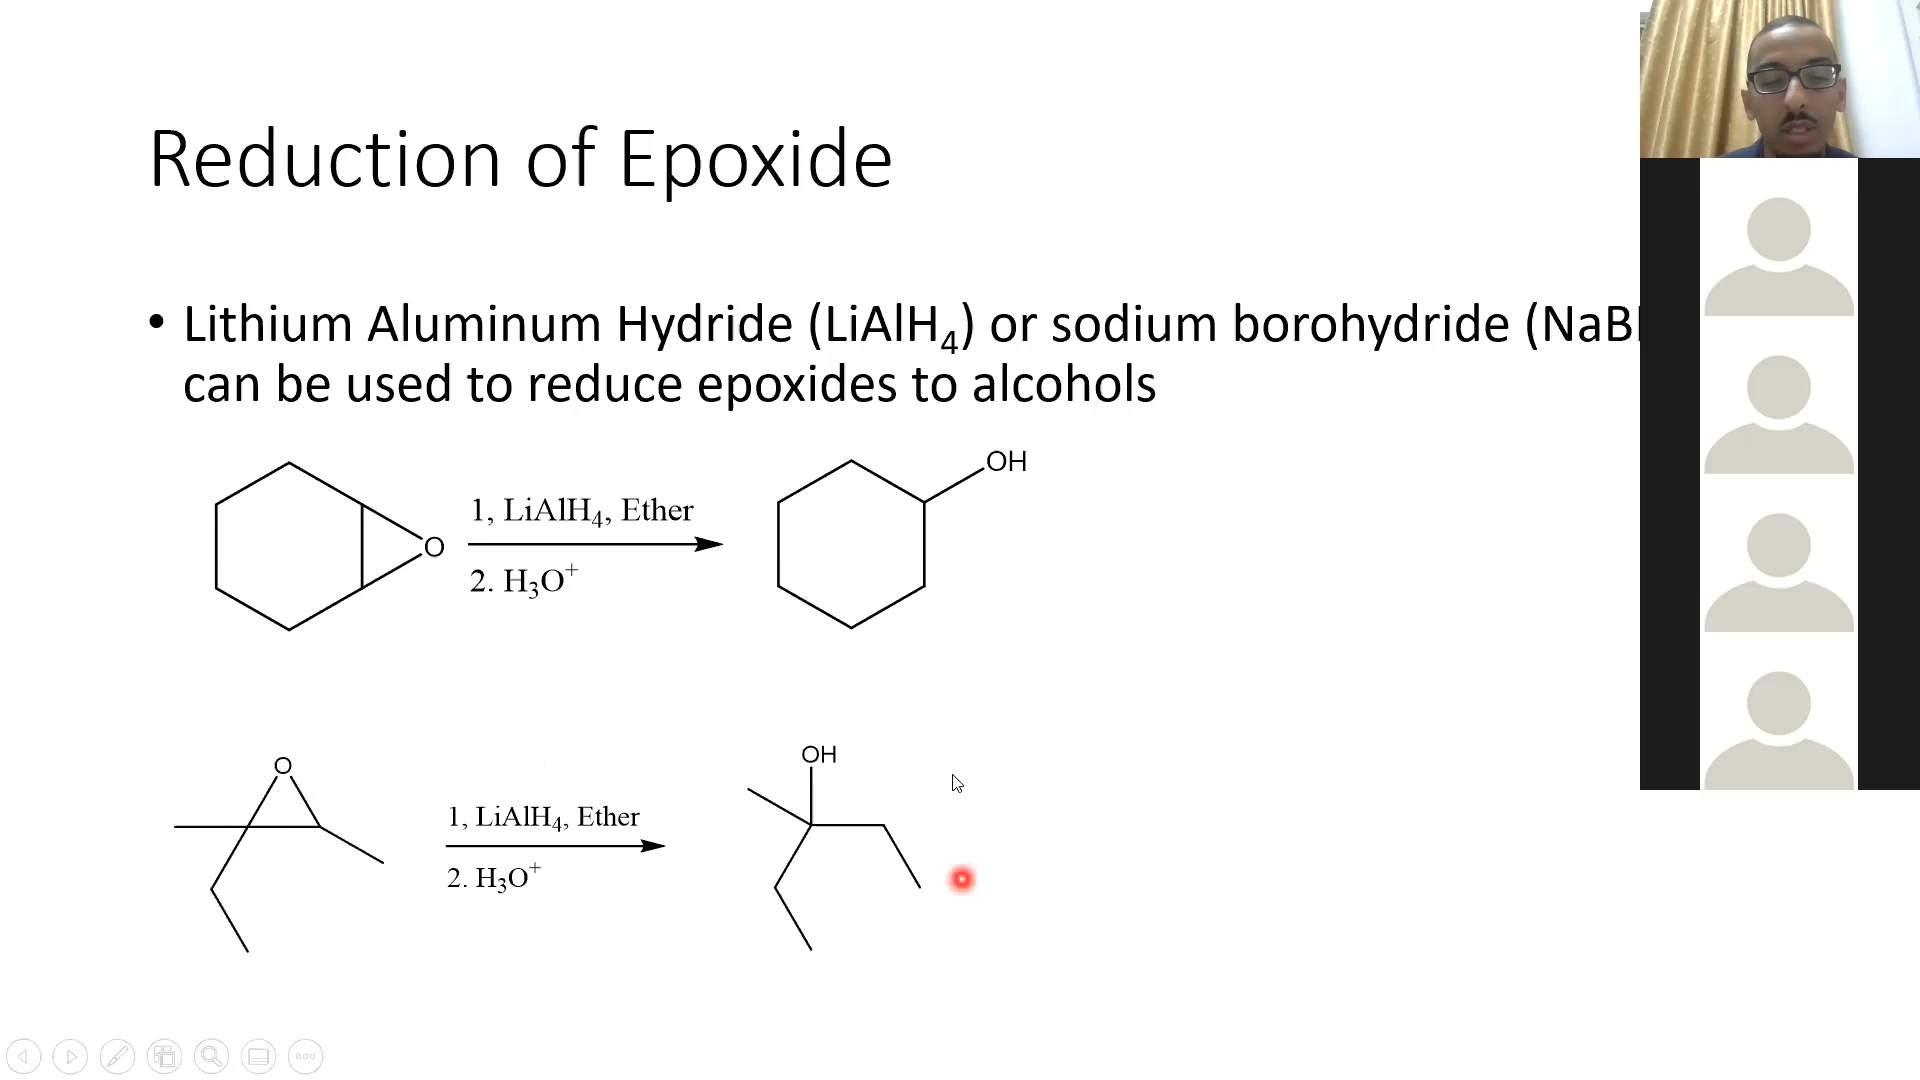 Reduction of Epoxide
• Lithium Aluminum Hydride (LiAlH₄) or sodium borohydride (NaB
can be used to reduce epoxides to alcohols
OH
1, LiAlH₄, Ether
O
2. H₃O⁺
OH
O
1, LiAlH₄, Ether
2. H₃O⁺